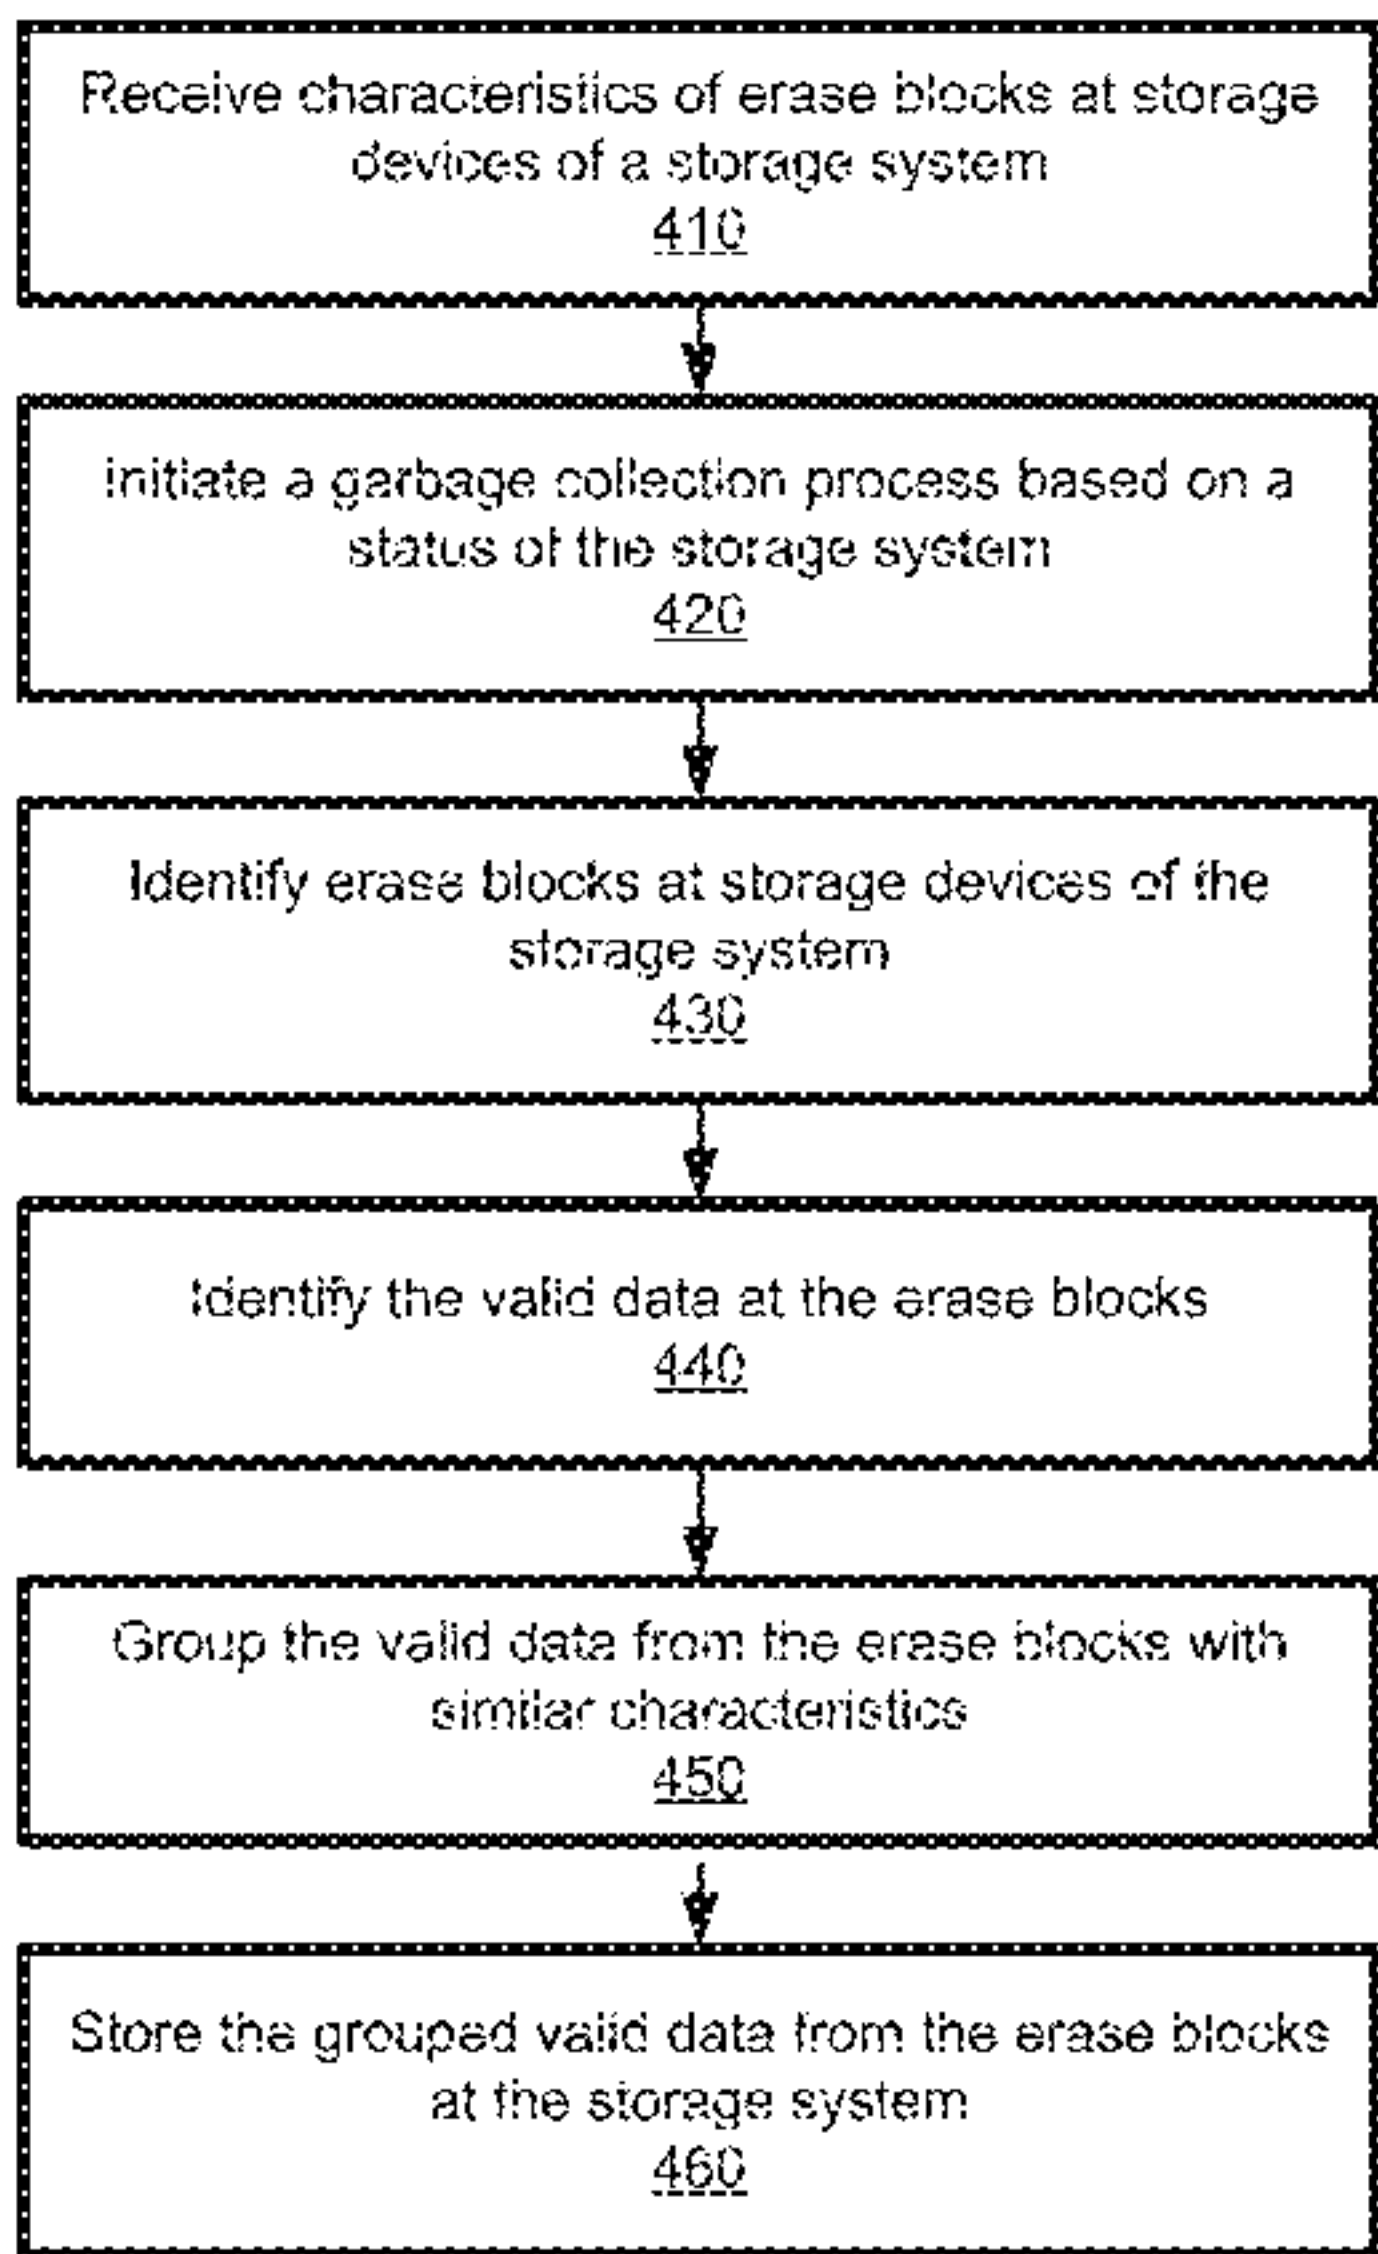 Receive characteristics of erase blocks at storage
devices of a storage system
410
Initiate a garbage collection process based on a
status of the storage system
420
Identify erase blocks at storage devices of the
storage system
430
Identify the valid data at the erase blocks
440
Group the valid data from the erase blocks with
similar characteristics
450
Store the grouped valid data from the erase blocks
at the storage system
460